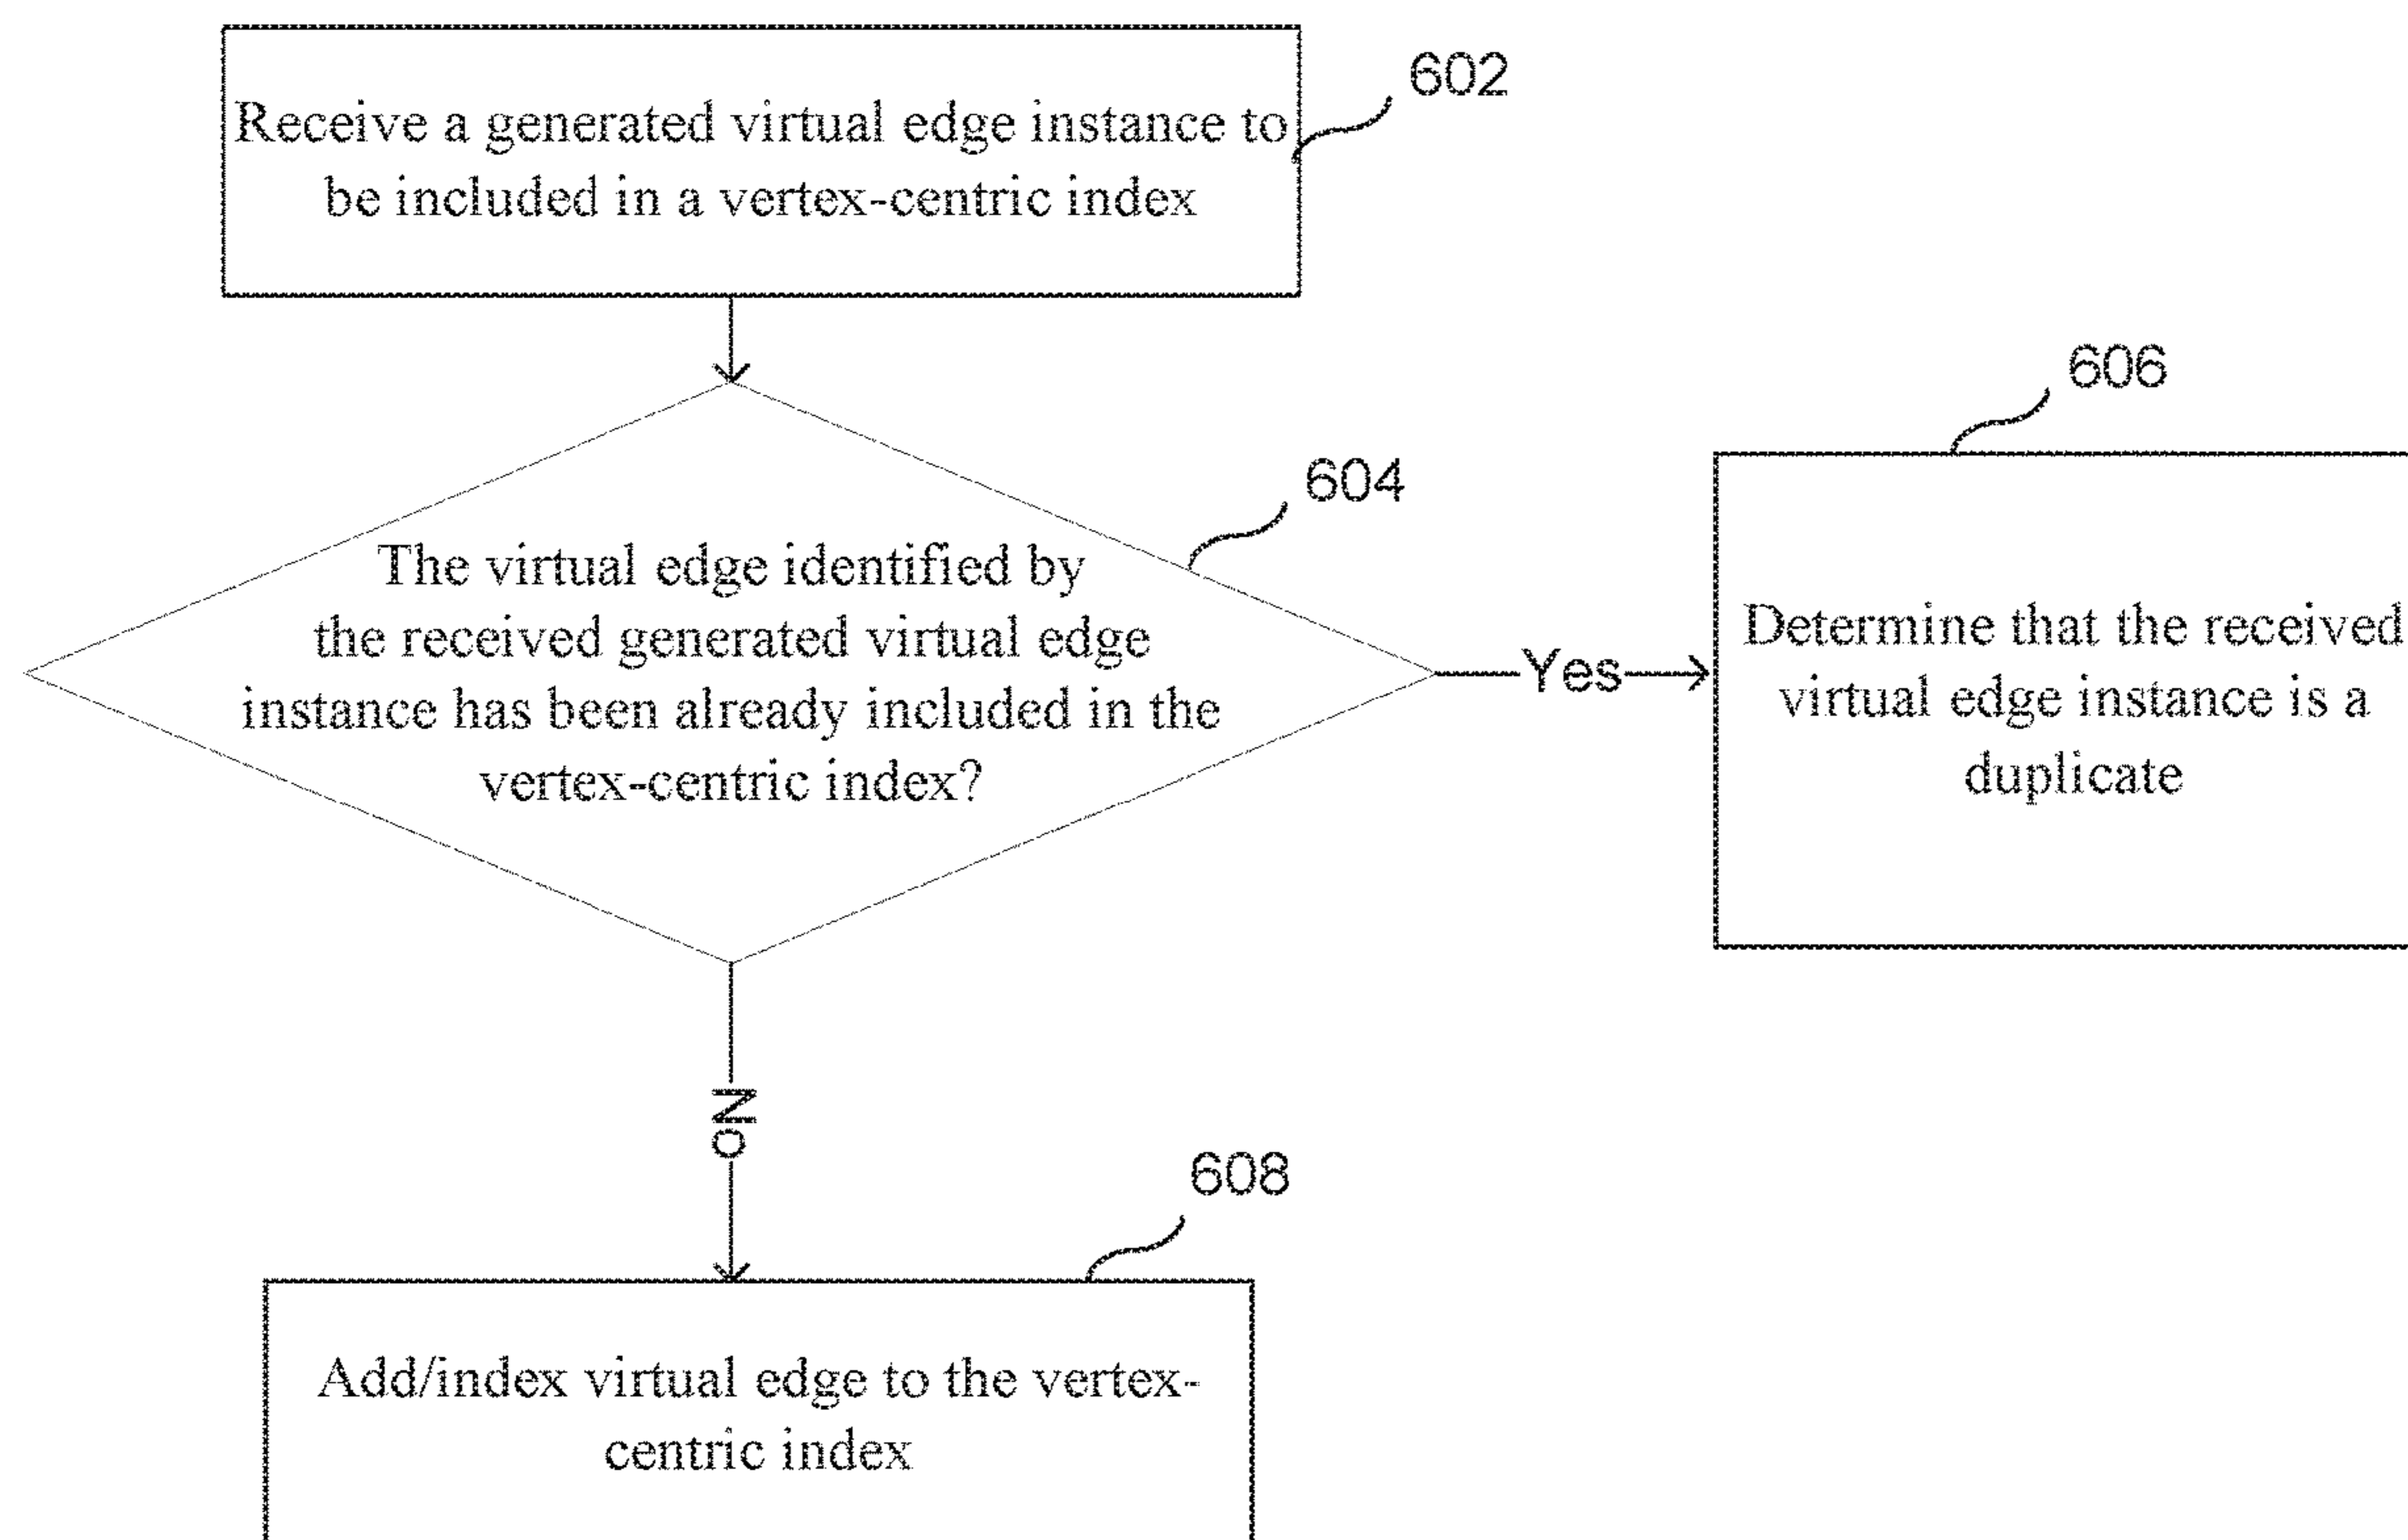 602
Receive a generated virtual edge instance to
be included in a vertex-centric index
604
The virtual edge identified by
the received generated virtual edge
instance has been already included in the
vertex-centric index?
Yes
606
Determine that the received
virtual edge instance is a
duplicate
No
608
Add/index virtual edge to the vertex-
centric index